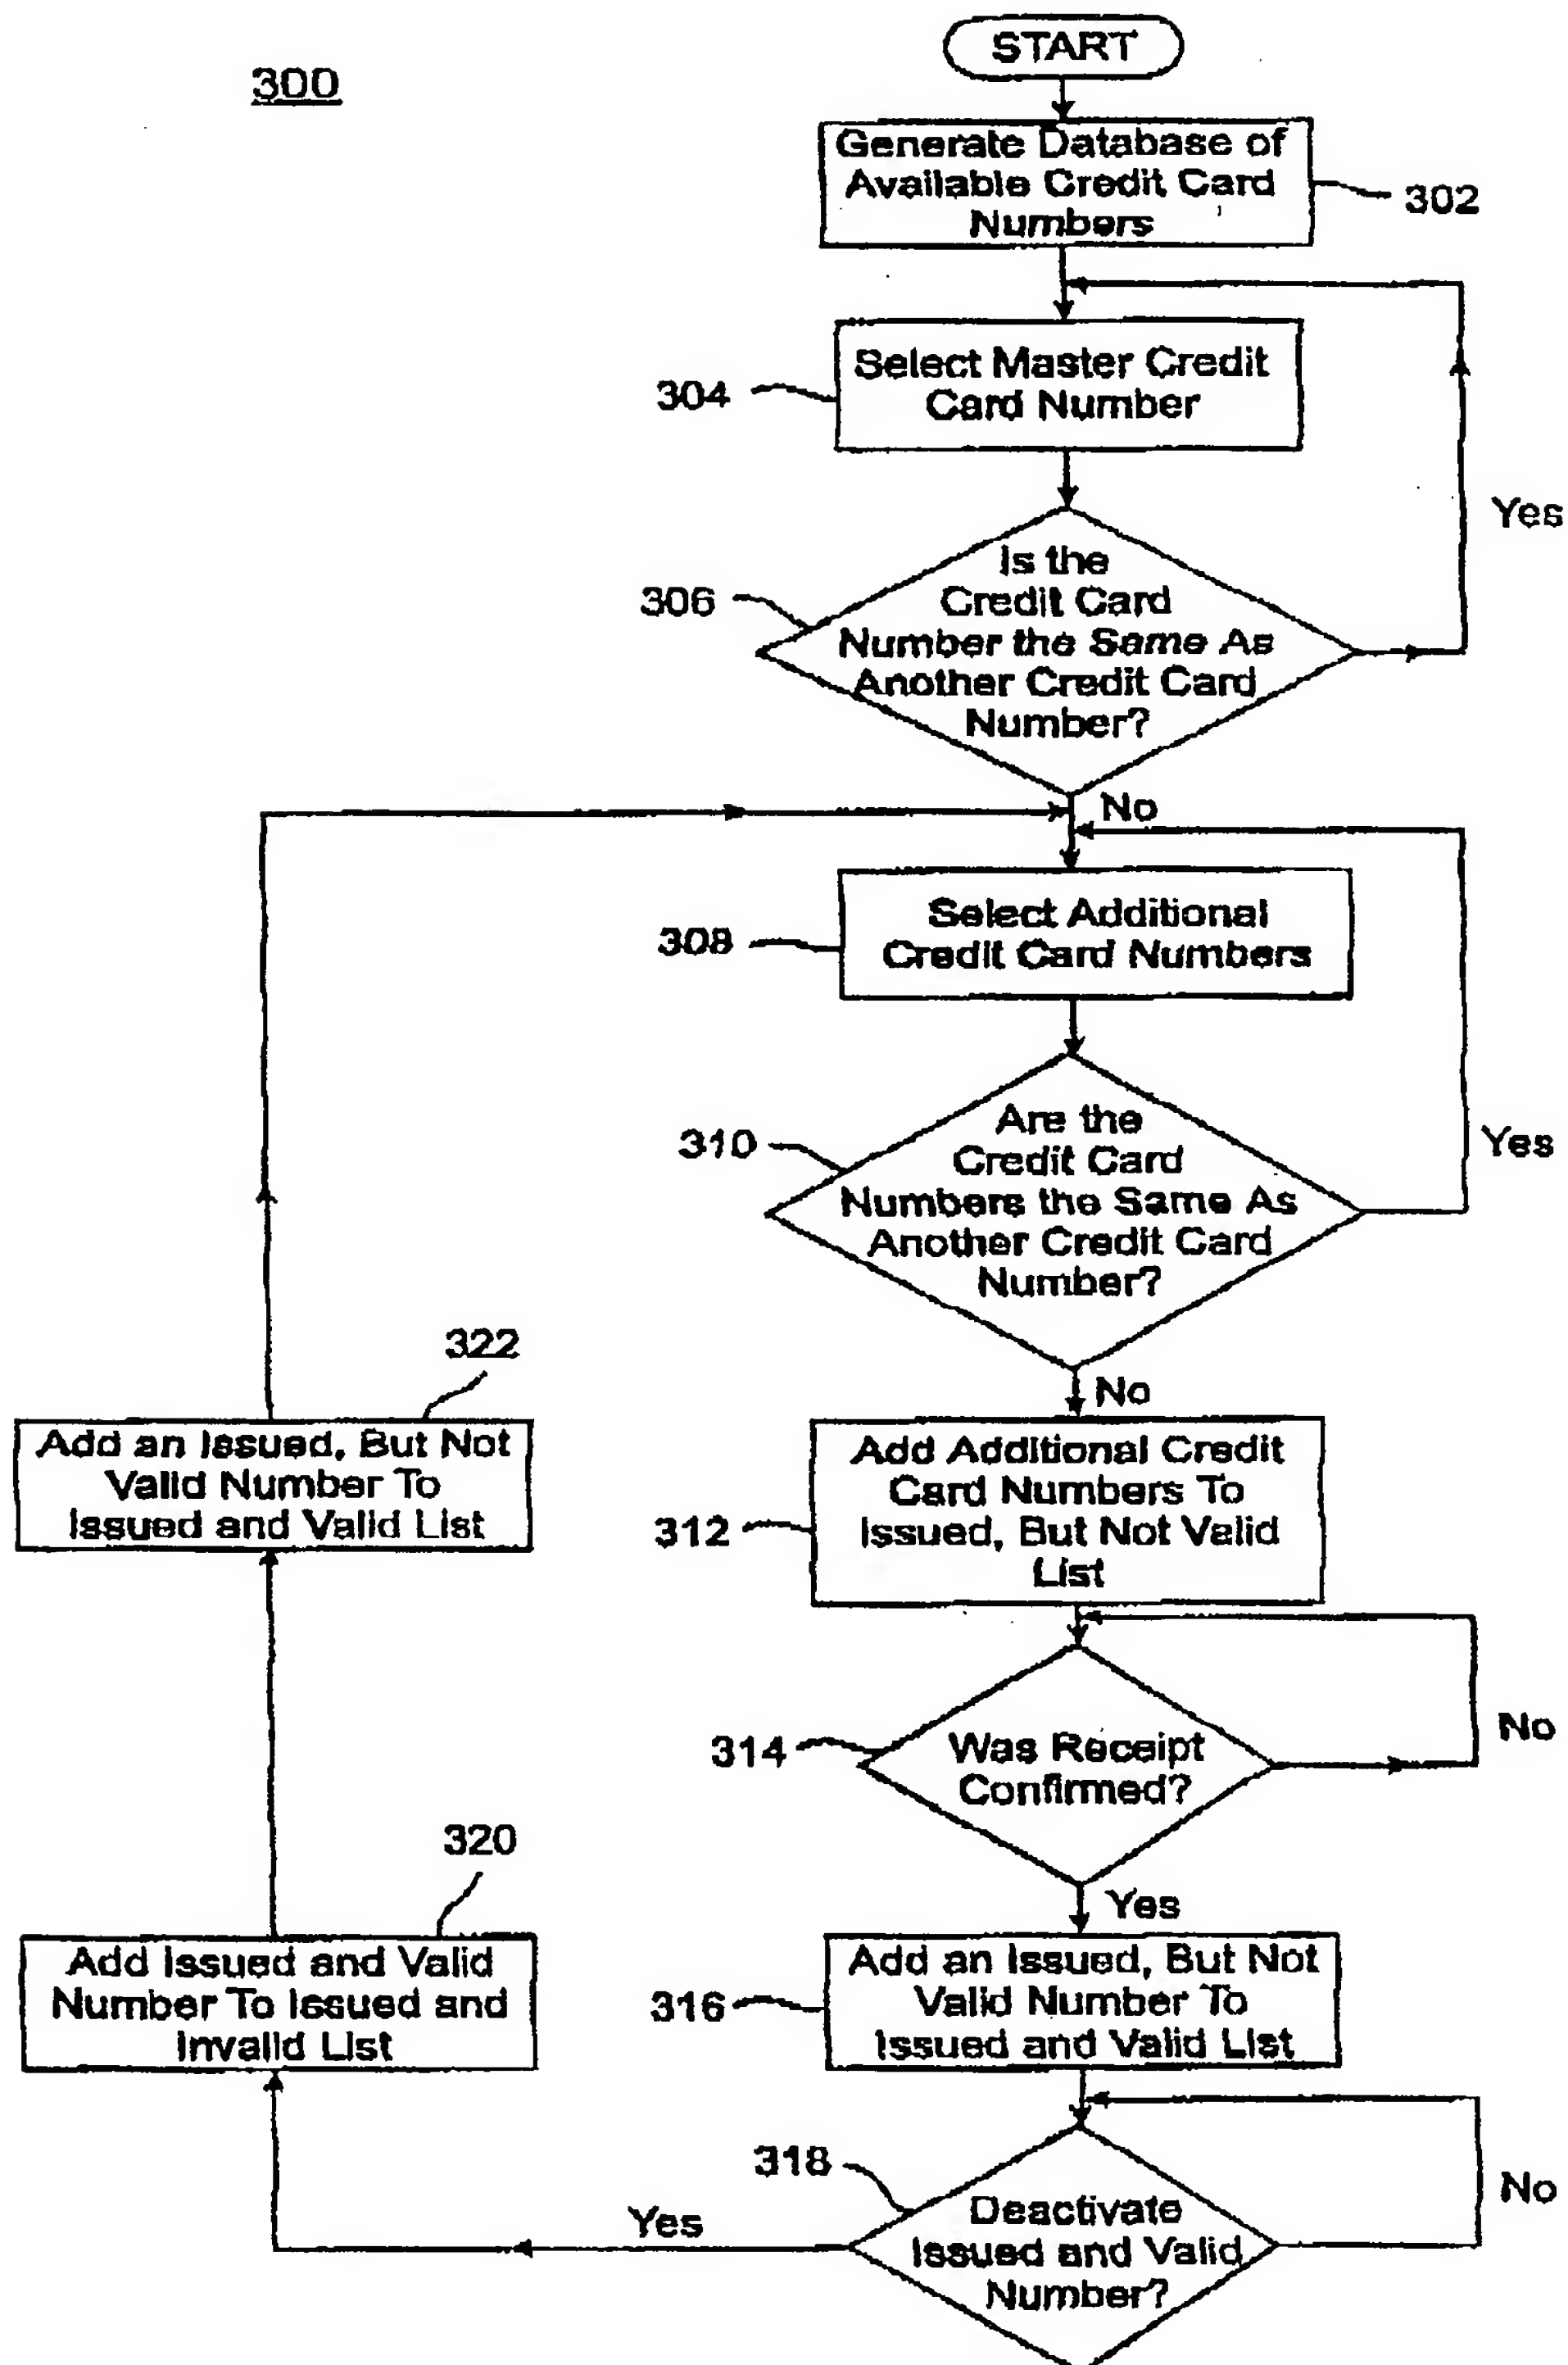 START
300
Generate Database of
Available Credit Card
Numbers
302
Select Master Credit
Card Number
304
Yes
Is the
Credit Card
Number the Same As
Another Credit Card
Number?
306
No
Select Additional
Credit Card Numbers
308
Are the
Credit Card
Numbers the Same As
Another Credit Card
Number?
310
Yes
No
322
Add an Issued, But Not
Valid Number To
Issued and Valid List
Add Additional Credit
Card Numbers To
Issued, But Not Valid
List
312
Was Receipt
Confirmed?
314
No
Yes
320
Add Issued and Valid
Number To Issued and
Invalid List
Add an Issued, But Not
Valid Number To
Issued and Valid List
316
318
Deactivate
Issued and Valid
Number?
No
Yes